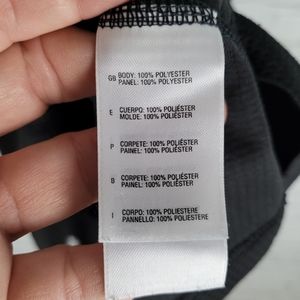 GB BODY: 100% POLYESTER
PANEL: 100% POLYESTER
E CUERPO: 100% POLIÉSTER
MOLDE: 100% POLIÉSTER
P CORPETE: 100% POLIÉSTER
PAINEL: 100% POLIÉSTER
B CORPETE: 100% POLIÉSTER
PAINEL: 100% POLIÉSTER
I CORPO: 100% POLIESTERE
PANNELLO: 100% POLIESTERE